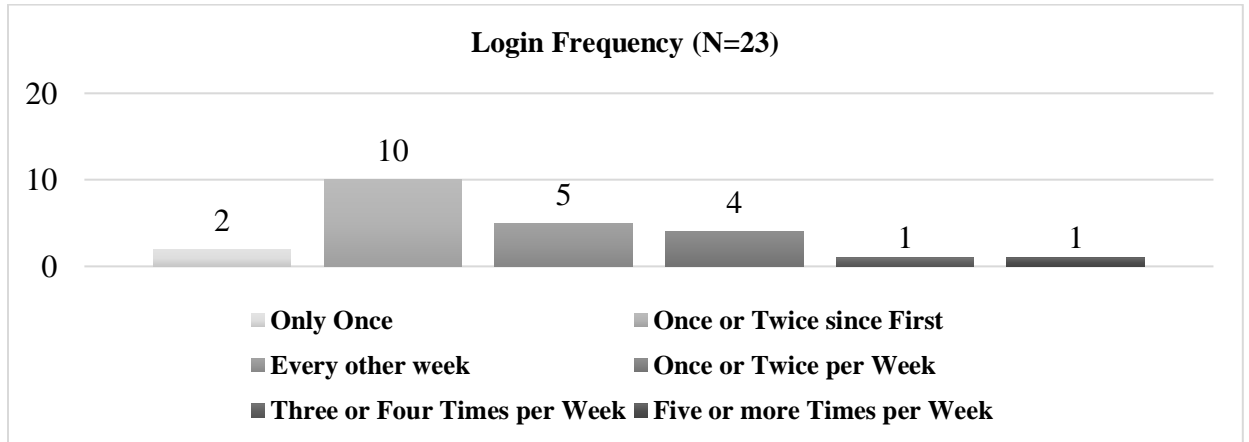 Login Frequency (N=23)
20
10
0
2
10
5
4
1
1
Only Once
Once or Twice since First
Every other week
Once or Twice per Week
Three or Four Times per Week
Five or more Times per Week